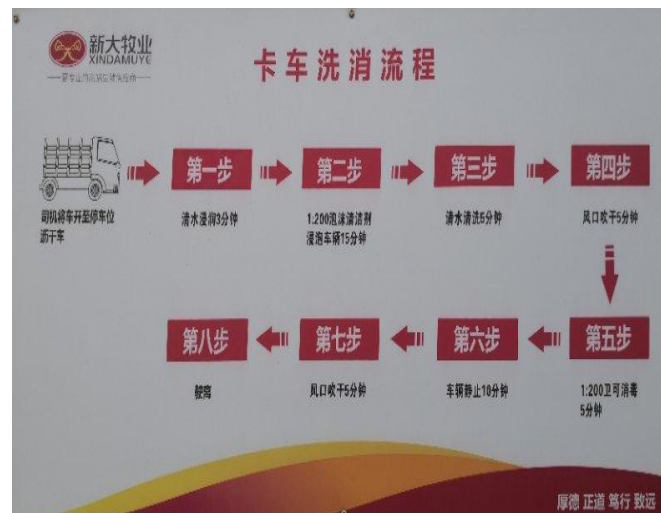 新大牧业
XINDAMUYE
卡车洗消流程
司机将车开至停车位
沥干车
第一步
清水浸润3分钟
第二步
1:200泡沫清洁剂
浸泡车辆15分钟
第三步
清水清洗5分钟
第四步
风口吹干5分钟
第五步
1:200卫可消毒
5分钟
第六步
车辆静止10分钟
第七步
风口吹干5分钟
第八步
驶离
厚德 正道 笃行 致远